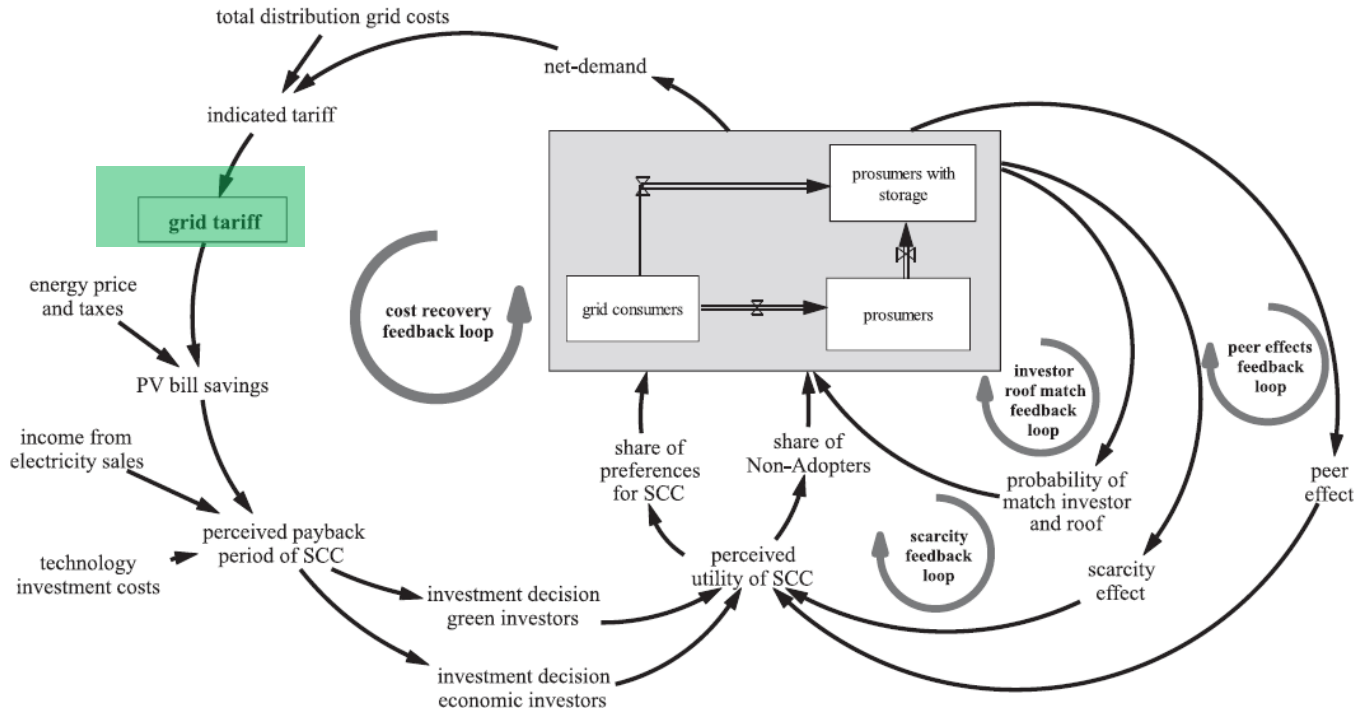 total distribution grid costs
net-demand
indicated tariff
grid tariff
energy price
and taxes
PV bill savings
income from
electricity sales
technology
investment costs
perceived payback
period of SCC
cost recovery
feedback loop
prosumers with
storage
grid consumers
prosumers
share of
preferences
for SCC
share of
Non-Adopters
investor
roof match
feedback
loop
peer effects
feedback
loop
probability of
match investor
and roof
peer
effect
scarcity
feedback
loop
scarcity
effect
perceived
utility of SCC
investment decision
green investors
investment decision
economic investors